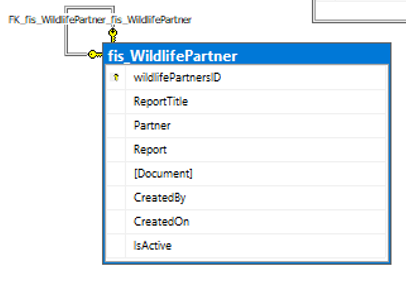 FK_fis_WildlifePartner_fis_WildlifePartner
fis_WildlifePartner
wildlifePartnersID
ReportTitle
Partner
Report
[Document]
CreatedBy
CreatedOn
IsActive